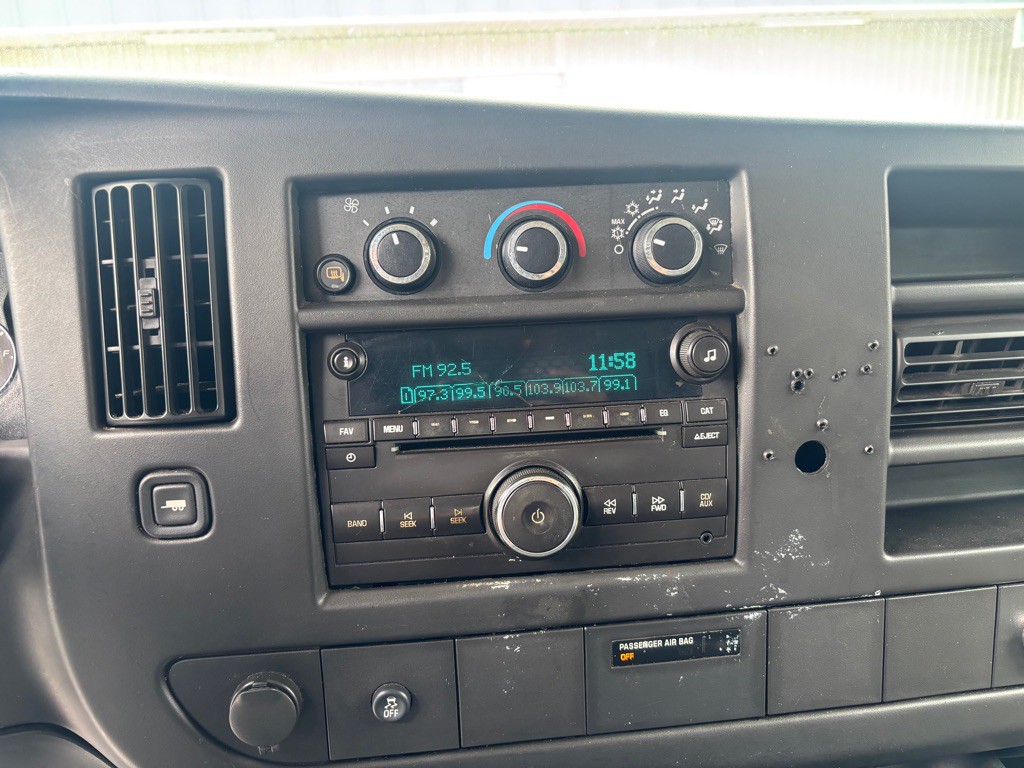 MAX
FM 92.5
11:58
1 97.3 99.5 96.5 103.9 103.7 99.1
i
FAV
MENU
EQ
CAT
EJECT
BAND
SEEK
SEEK
REV
FWD
CD/
AUX
PASSENGER AIR BAG
OFF
OFF
F